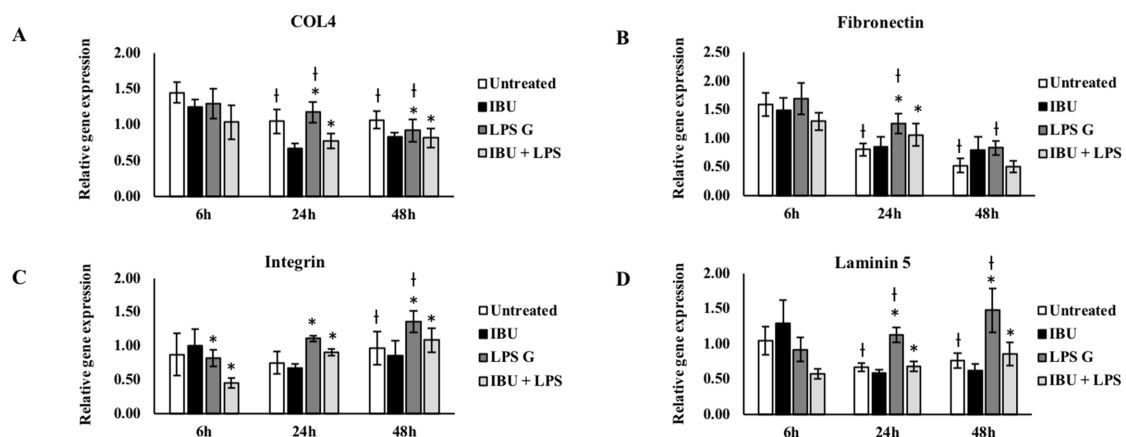 A
COL4
Relative gene expression
2.00
1.50
1.00
0.50
0.00
ⱡ
ⱡ
*
*
ⱡ
ⱡ
*
*
6h
24h
48h
Untreated
IBU
LPS G
IBU + LPS
B
Fibronectin
Relative gene expression
2.50
2.00
1.50
1.00
0.50
0.00
ⱡ
ⱡ
*
*
ⱡ
ⱡ
6h
24h
48h
Untreated
IBU
LPS G
IBU + LPS
C
Integrin
Relative gene expression
2.00
1.50
1.00
0.50
0.00
*
*
*
*
ⱡ
ⱡ
*
*
6h
24h
48h
Untreated
IBU
LPS G
IBU + LPS
D
Laminin 5
Relative gene expression
2.00
1.50
1.00
0.50
0.00
ⱡ
ⱡ
*
*
ⱡ
ⱡ
*
*
6h
24h
48h
Untreated
IBU
LPS G
IBU + LPS